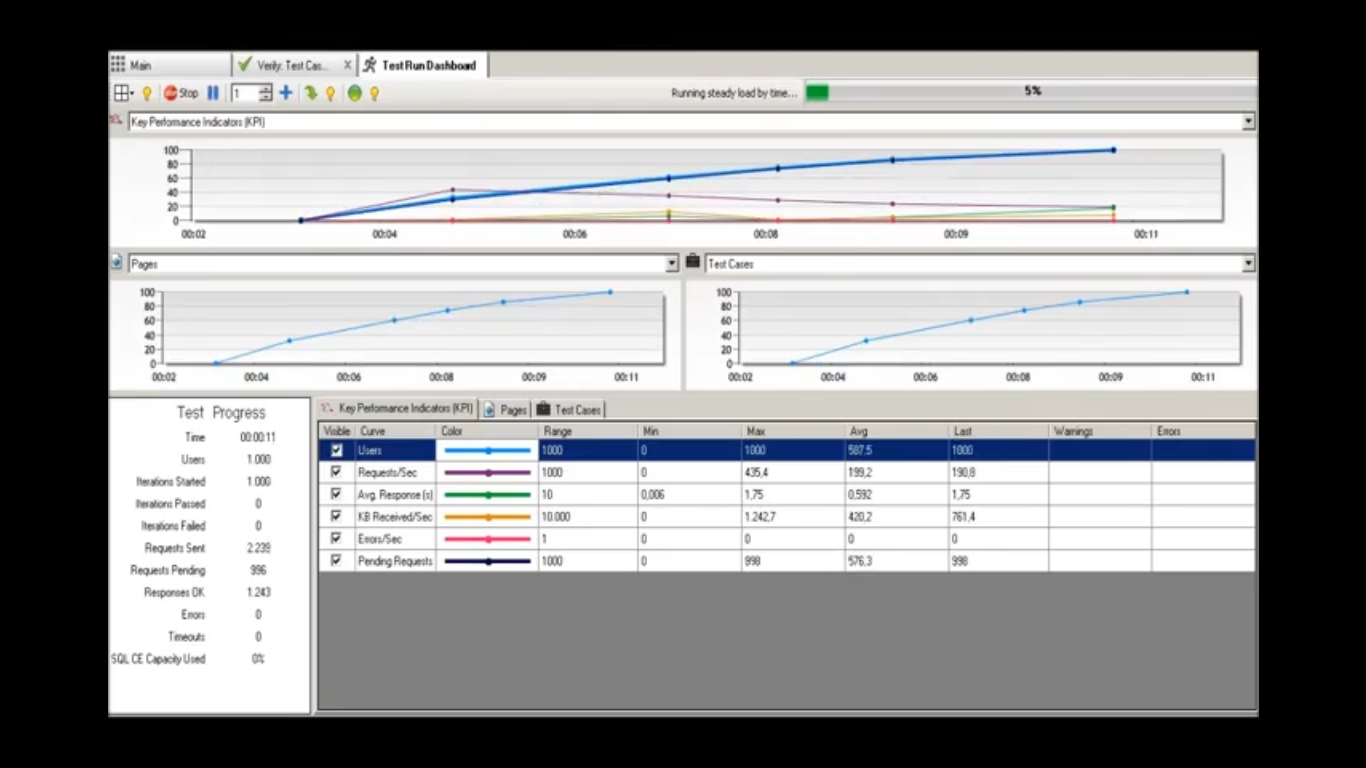 Main Verify: Test Cas... X Test Run Dashboard
Stop 1 Running steady load by time... 5%
Key Performance Indicators (KPI)
100
80
60
40
20
0
00:02 00:04 00:06 00:08 00:09 00:11
Pages Test Cases
100 100
80 80
60 60
40 40
20 20
0 0
00:02 00:04 00:06 00:08 00:09 00:11 00:02 00:04 00:06 00:08 00:09 00:11
Test Progress
Time 00:00:11
Users 1.000
Iterations Started 1.000
Iterations Passed 0
Iterations Failed 0
Requests Sent 2.239
Requests Pending 996
Responses OK 1.243
Errors 0
Timeouts 0
SQL CE Capacity Used 0%
Key Performance Indicators (KPI) Pages Test Cases
Visible Curve Color Range Min Max Avg Last Warnings Errors
Users 1000 0 1000 587,5 1000
Requests/Sec 1000 0 435,4 199,2 190,8
Avg. Response (s) 10 0,006 1,75 0,592 1,75
KB Received/Sec 10.000 0 1.242,7 420,2 761,4
Errors/Sec 1 0 0 0 0
Pending Requests 1000 0 998 576,3 998